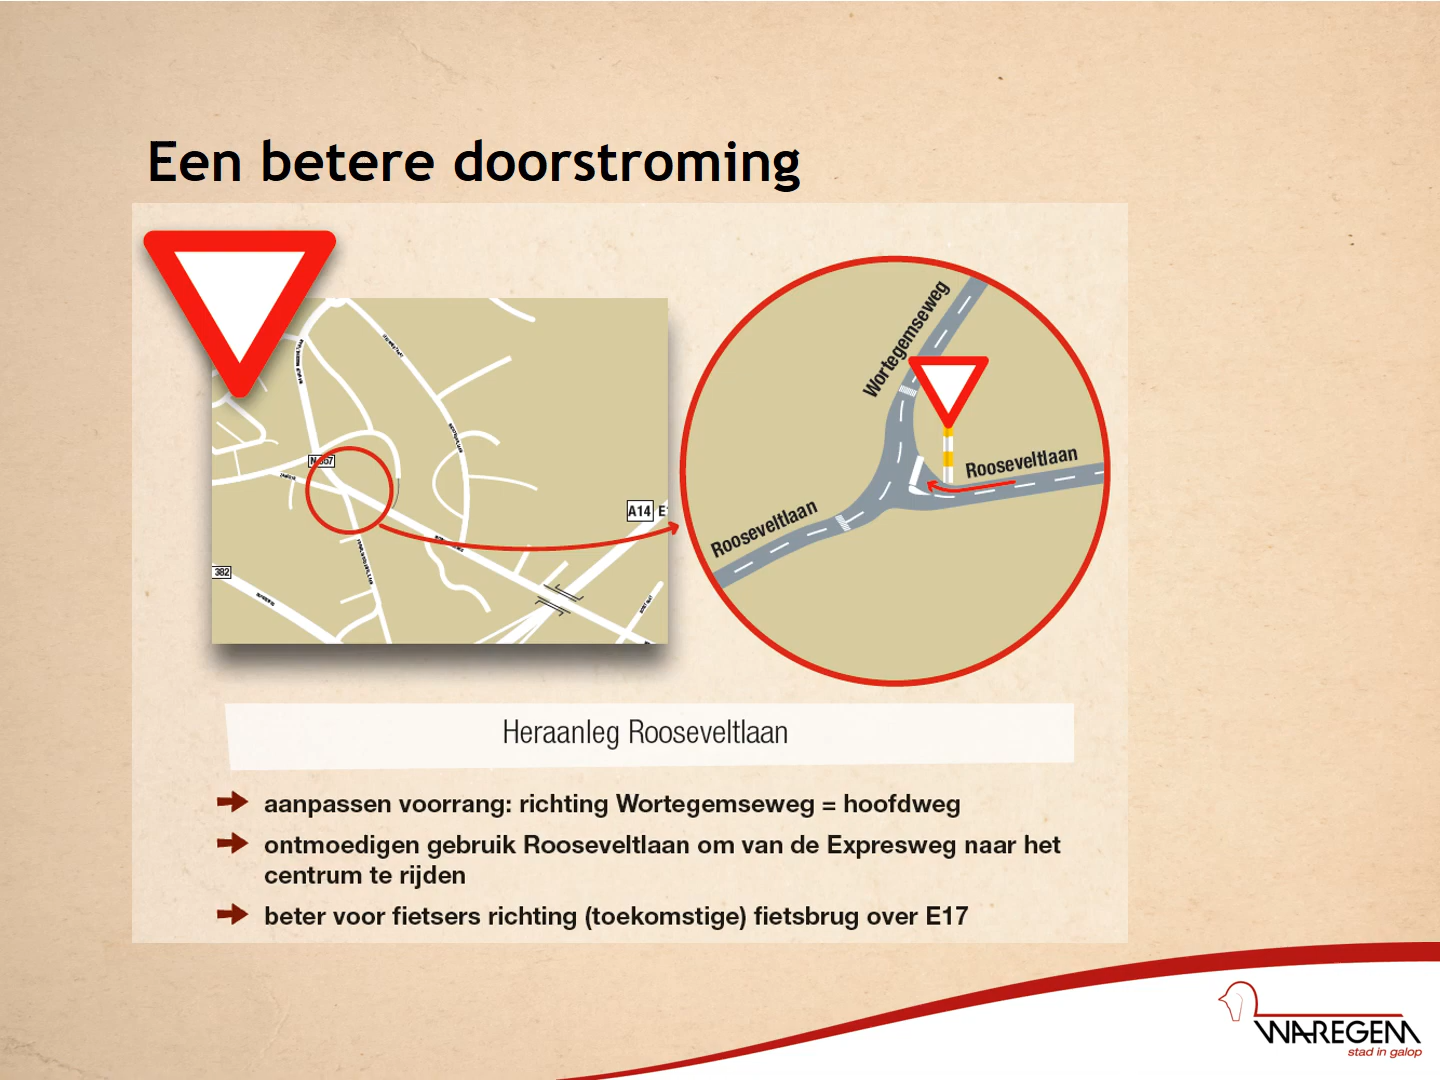 Een betere doorstroming
A14
E1
382
Wortegemseweg
Rooseveltlaan
Rooseveltlaan
Heraanleg Rooseveltlaan
aanpassen voorrang: richting Wortegemseweg = hoofdweg
ontmoedigen gebruik Rooseveltlaan om van de Expresweg naar het
centrum te rijden
beter voor fietsers richting (toekomstige) fietsbrug over E17
WAREGEM
stad in galop